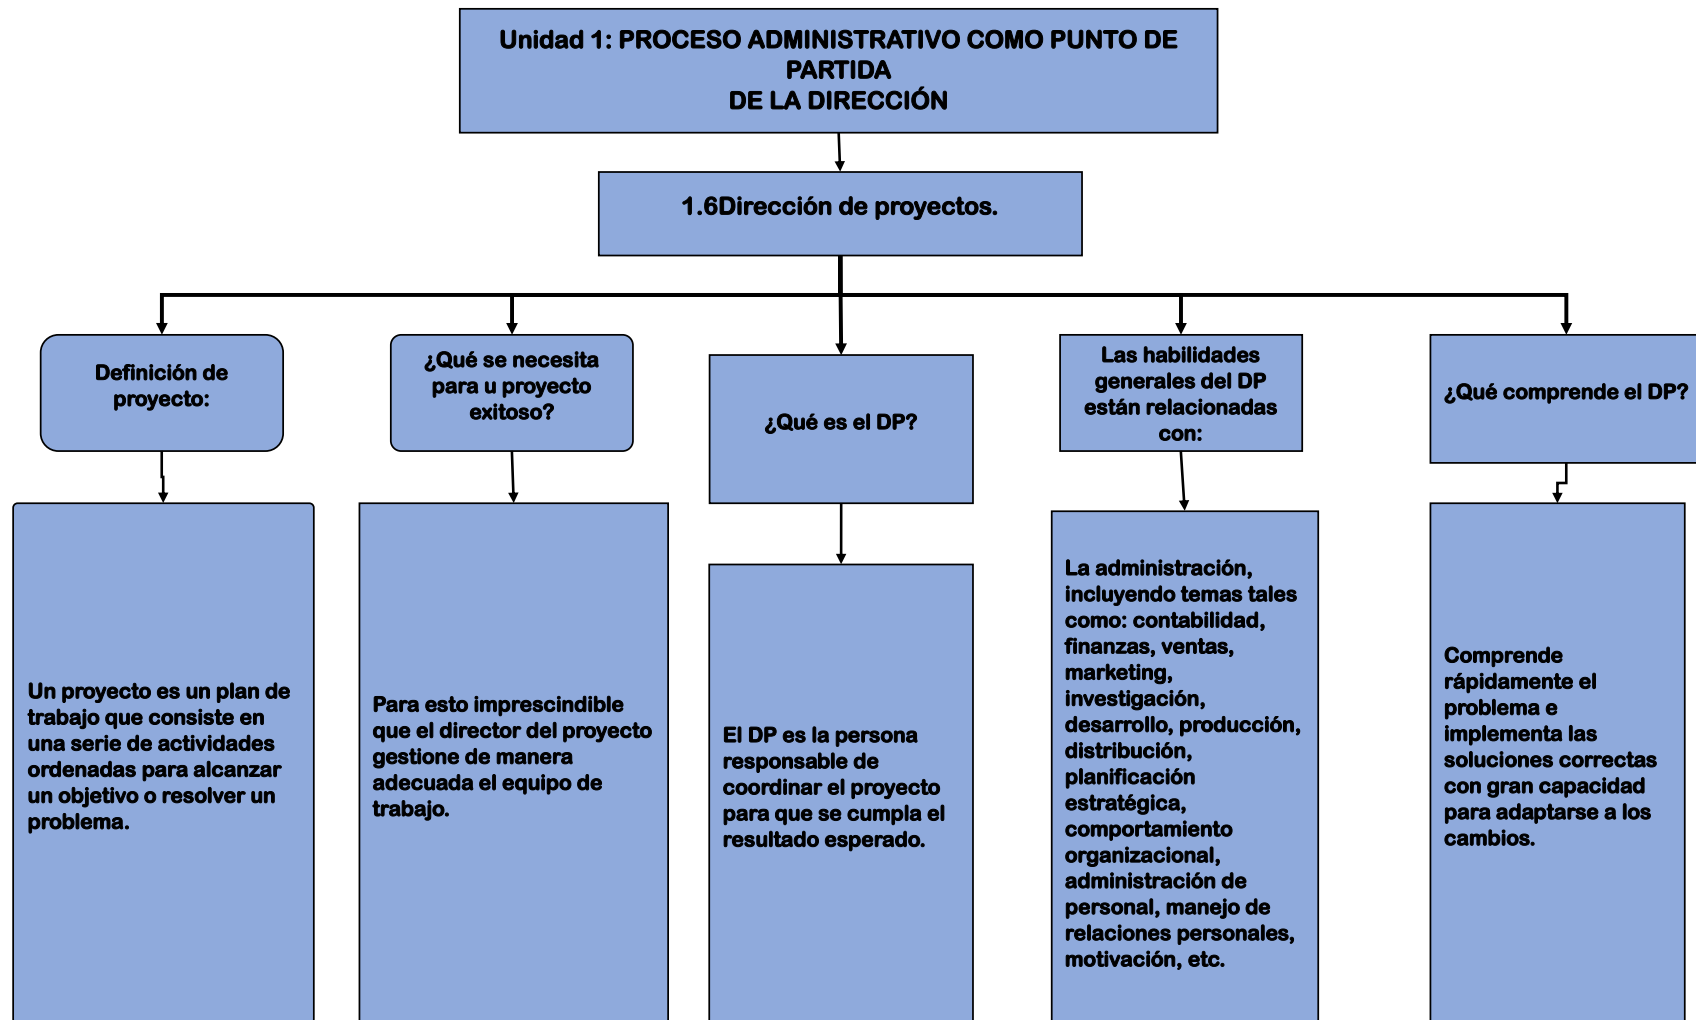 Unidad 1: PROCESO ADMINISTRATIVO COMO PUNTO DE
PARTIDA
DE LA DIRECCIÓN
1.6Dirección de proyectos.
Definición de
proyecto:
¿Qué se necesita
para u proyecto
exitoso?
¿Qué es el DP?
Las habilidades
generales del DP
están relacionadas
con:
¿Qué comprende el DP?
Un proyecto es un plan de
trabajo que consiste en
una serie de actividades
ordenadas para alcanzar
un objetivo o resolver un
problema.
Para esto imprescindible
que el director del proyecto
gestione de manera
adecuada el equipo de
trabajo.
El DP es la persona
responsable de
coordinar el proyecto
para que se cumpla el
resultado esperado.
La administración,
incluyendo temas tales
como: contabilidad,
finanzas, ventas,
marketing,
investigación,
desarrollo, producción,
distribución,
planificación
estratégica,
comportamiento
organizacional,
administración de
personal, manejo de
relaciones personales,
motivación, etc.
Comprende
rápidamente el
problema e
implementa las
soluciones correctas
con gran capacidad
para adaptarse a los
cambios.